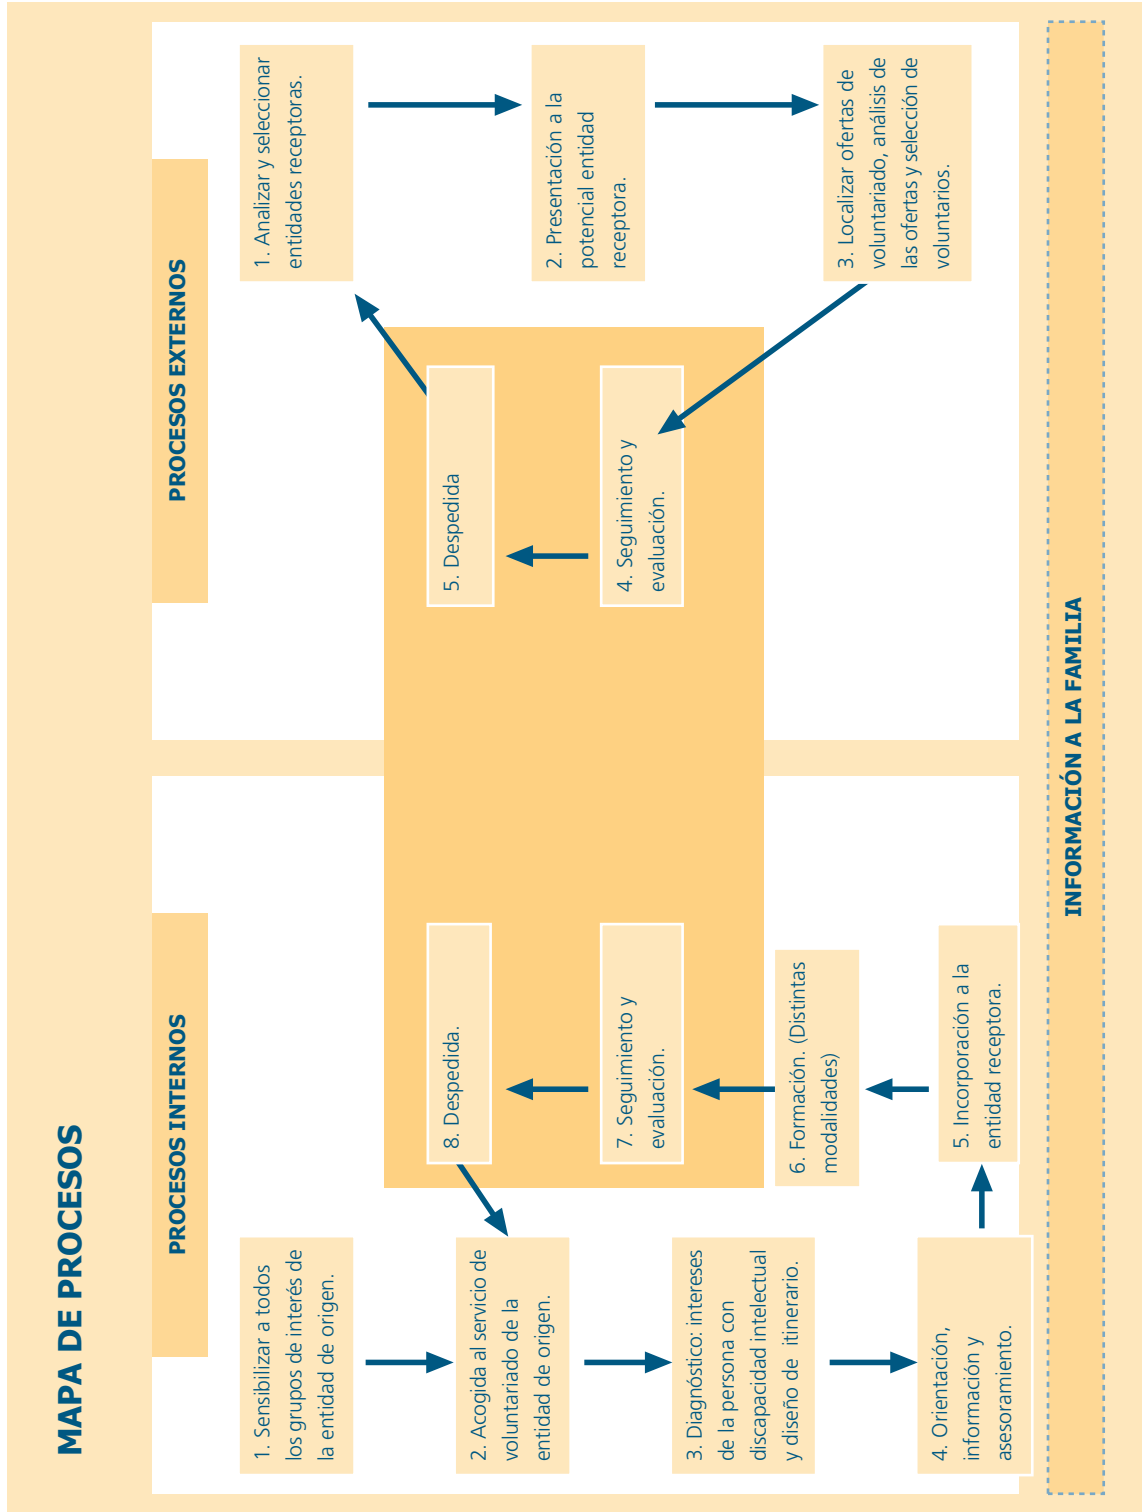 MAPA DE PROCESOS
PROCESOS INTERNOS
1. Sensibilizar a todos
los grupos de interés de
la entidad de origen.
2. Acogida al servicio de
voluntariado de la
entidad de origen.
3. Diagnóstico: intereses
de la persona con
discapacidad intelectual
y diseño de itinerario.
4. Orientación,
información y
asesoramiento.
5. Incorporación a la
entidad receptora.
6. Formación. (Distintas
modalidades)
7. Seguimiento y
evaluación.
8. Despedida.
PROCESOS EXTERNOS
1. Analizar y seleccionar
entidades receptoras.
2. Presentación a la
potencial entidad
receptora.
3. Localizar ofertas de
voluntariado, análisis de
las ofertas y selección de
voluntarios.
4. Seguimiento y
evaluación.
5. Despedida
INFORMACIÓN A LA FAMILIA